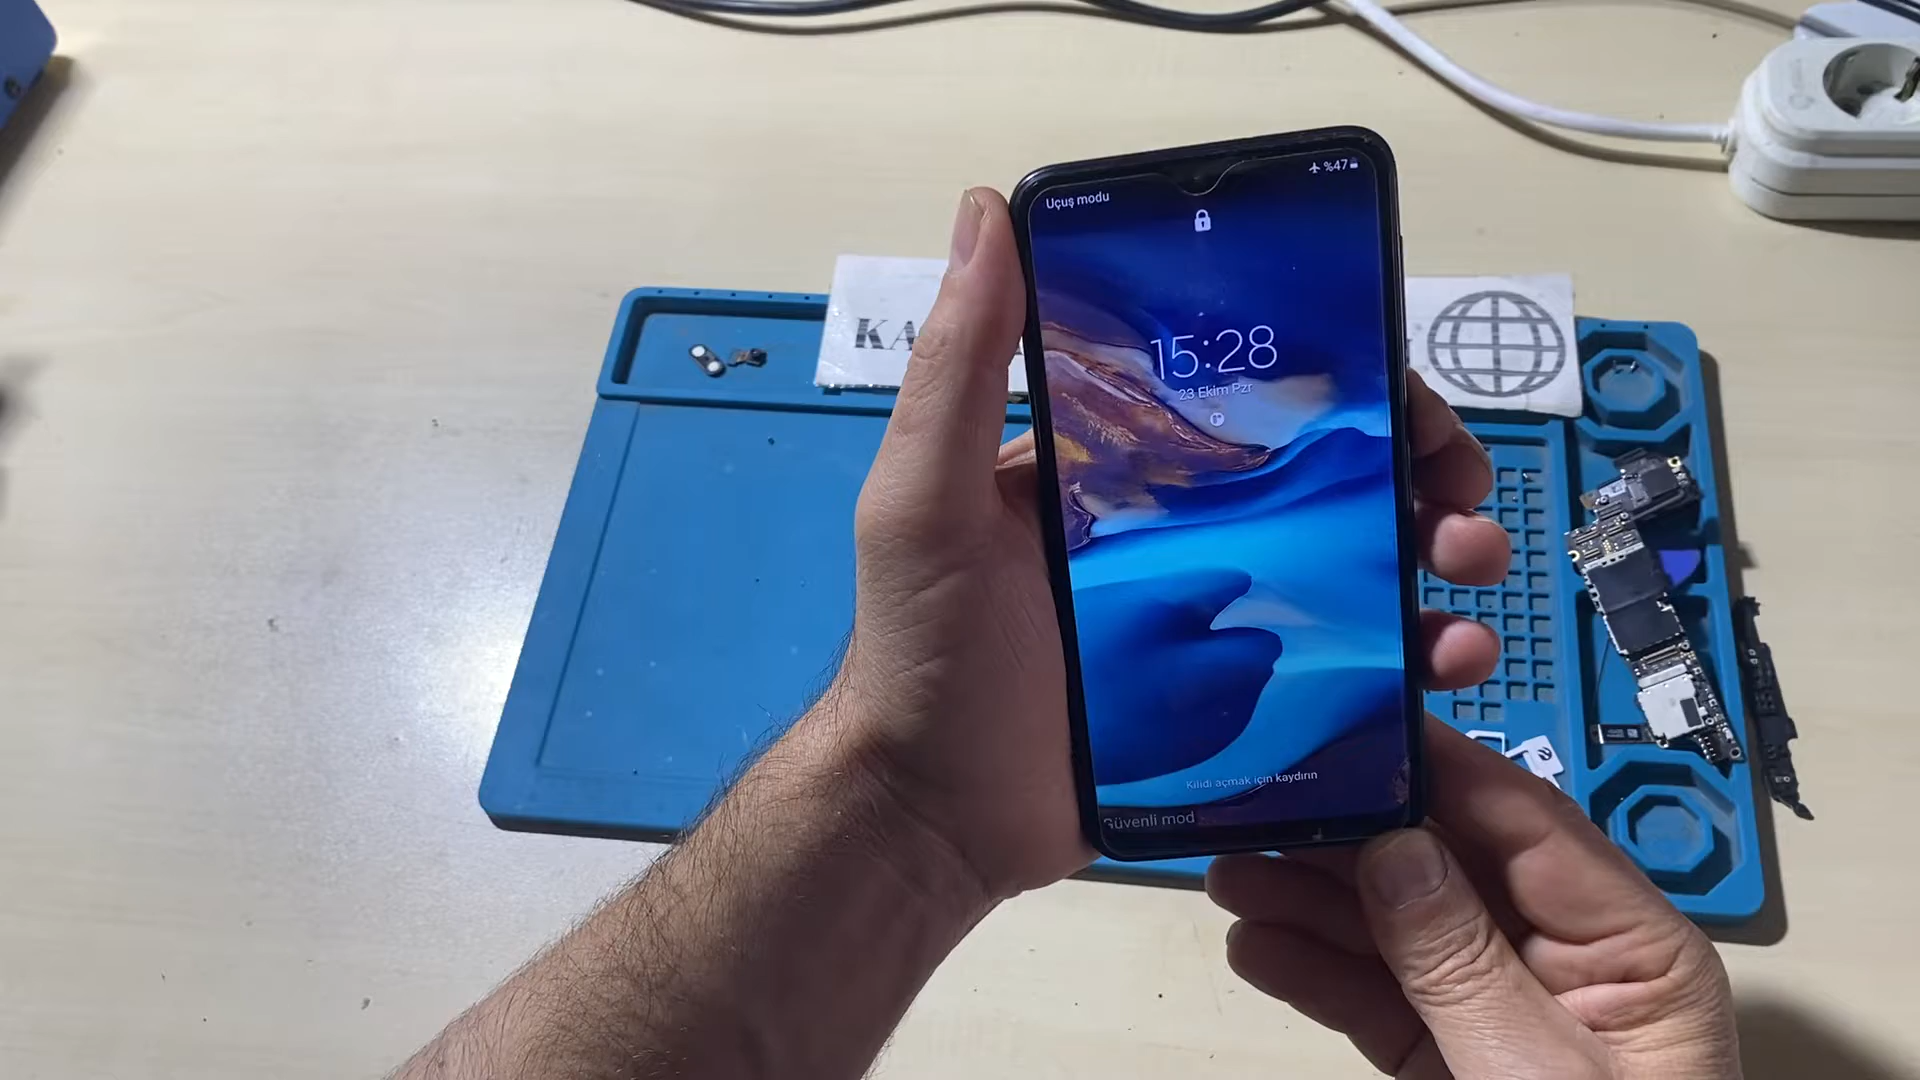 %47
Uçuş modu
KA
15:28
23 Ekim Pzr
Kilidi açmak için kaydırın
Güvenli mod